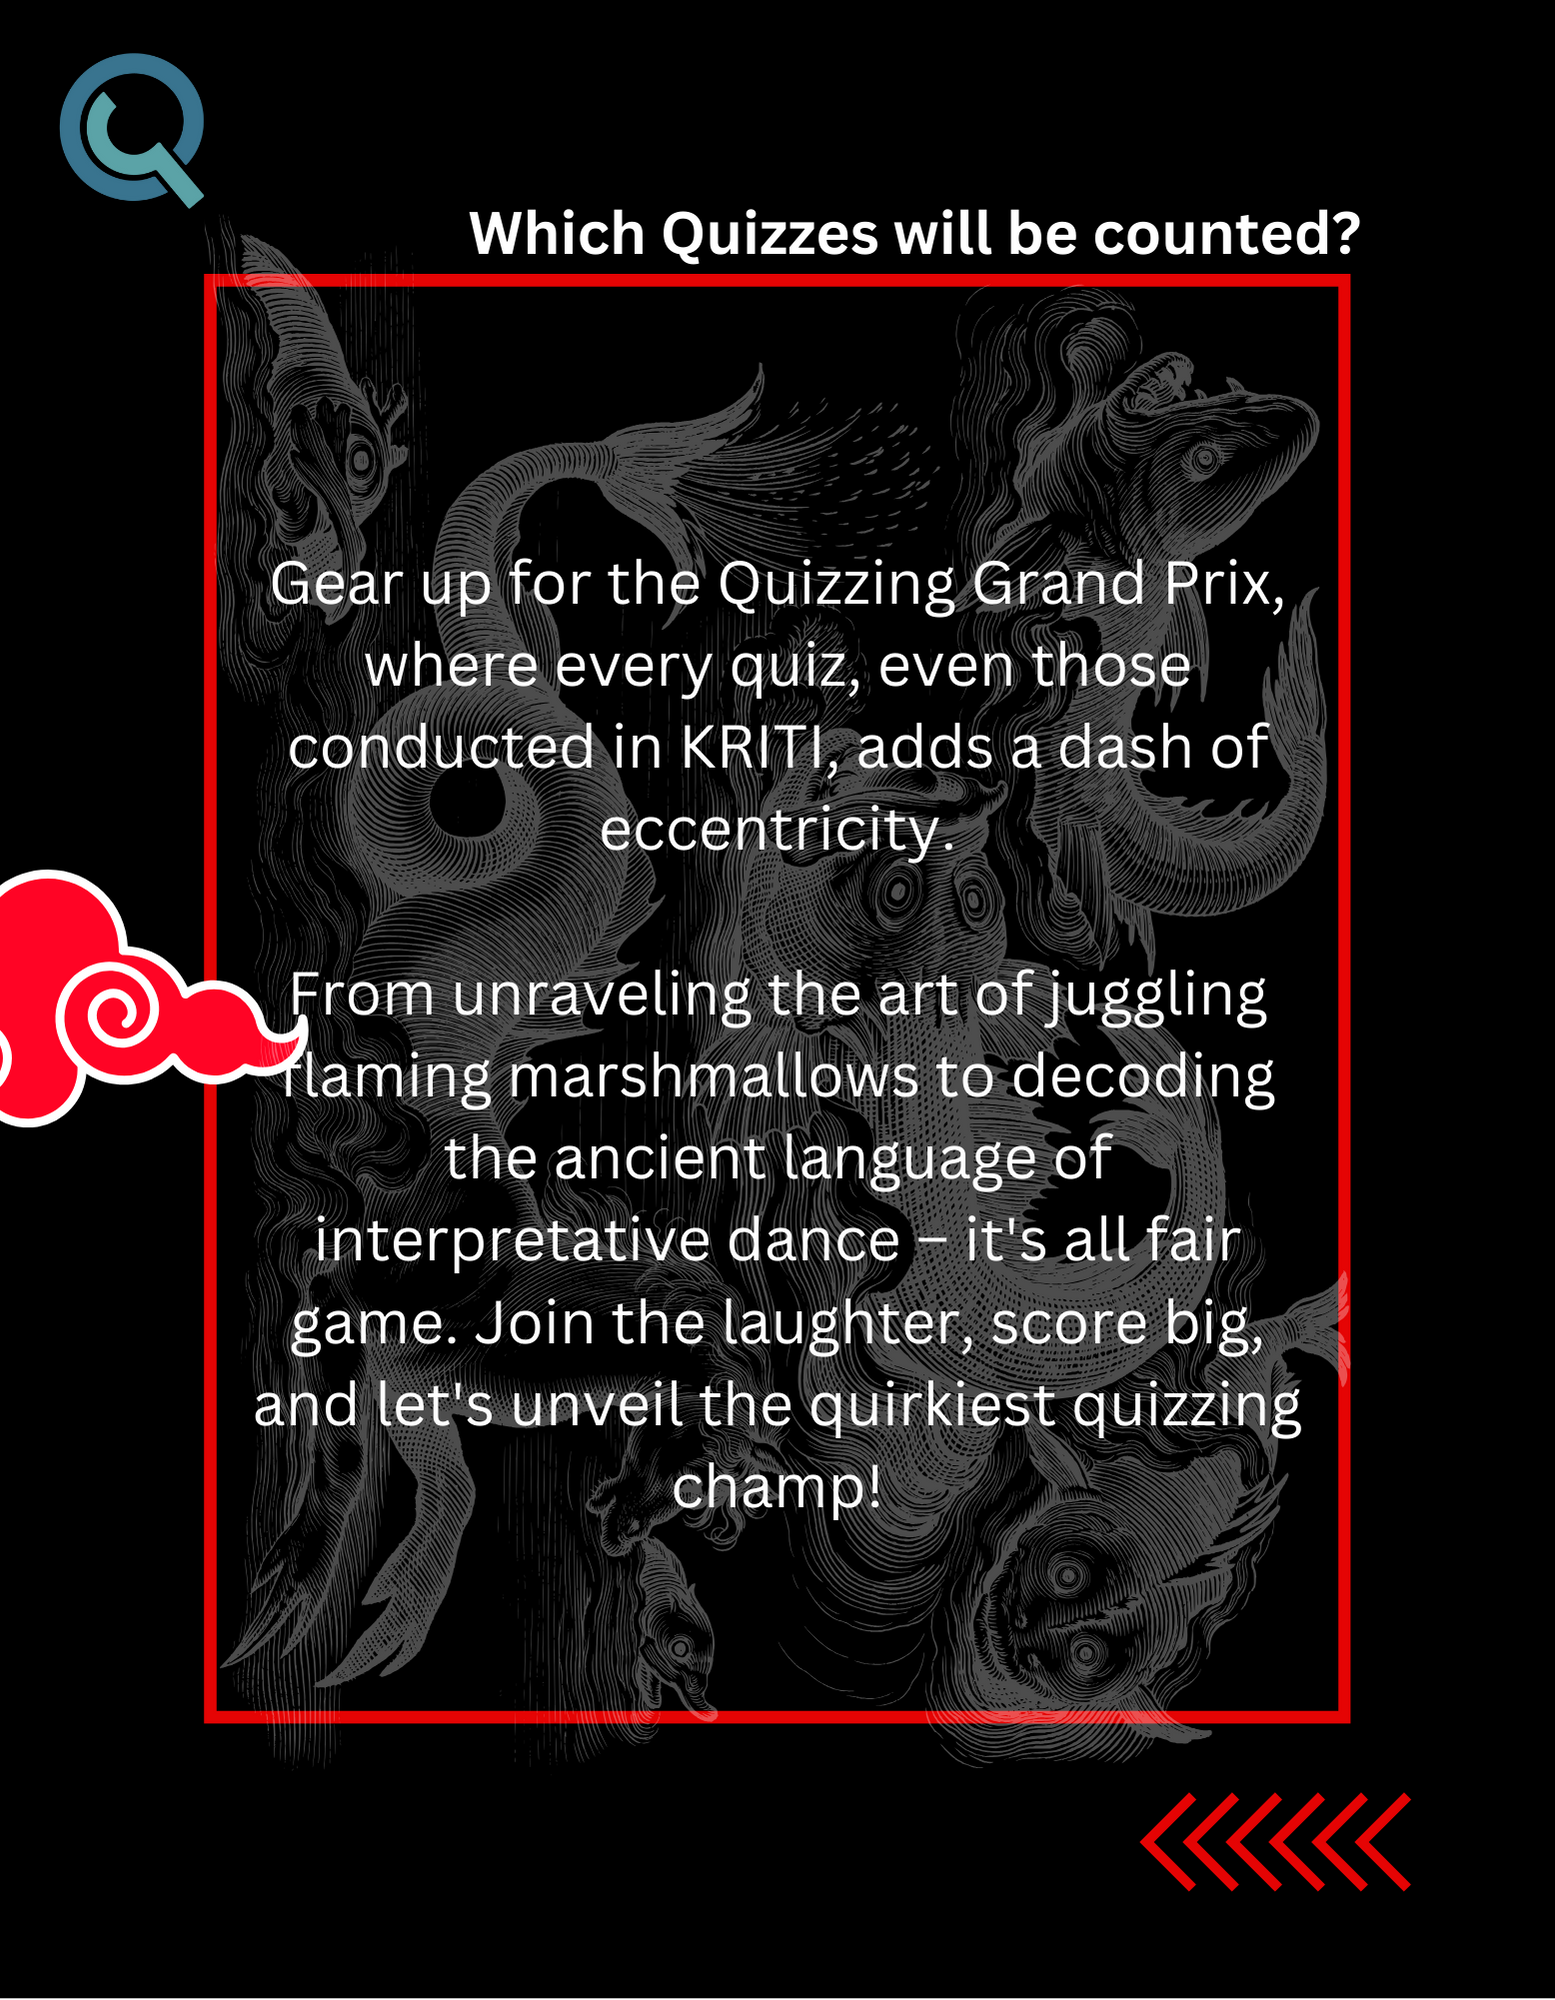 Which Quizzes will be counted?
Gear up for the Quizzing Grand Prix,
where every quiz, even those
conducted in KRITI, adds a dash of
eccentricity.
From unraveling the art of juggling
flaming marshmallows to decoding
the ancient language of
interpretative dance – it's all fair
game. Join the laughter, score big,
and let's unveil the quirkiest quizzing
champ!